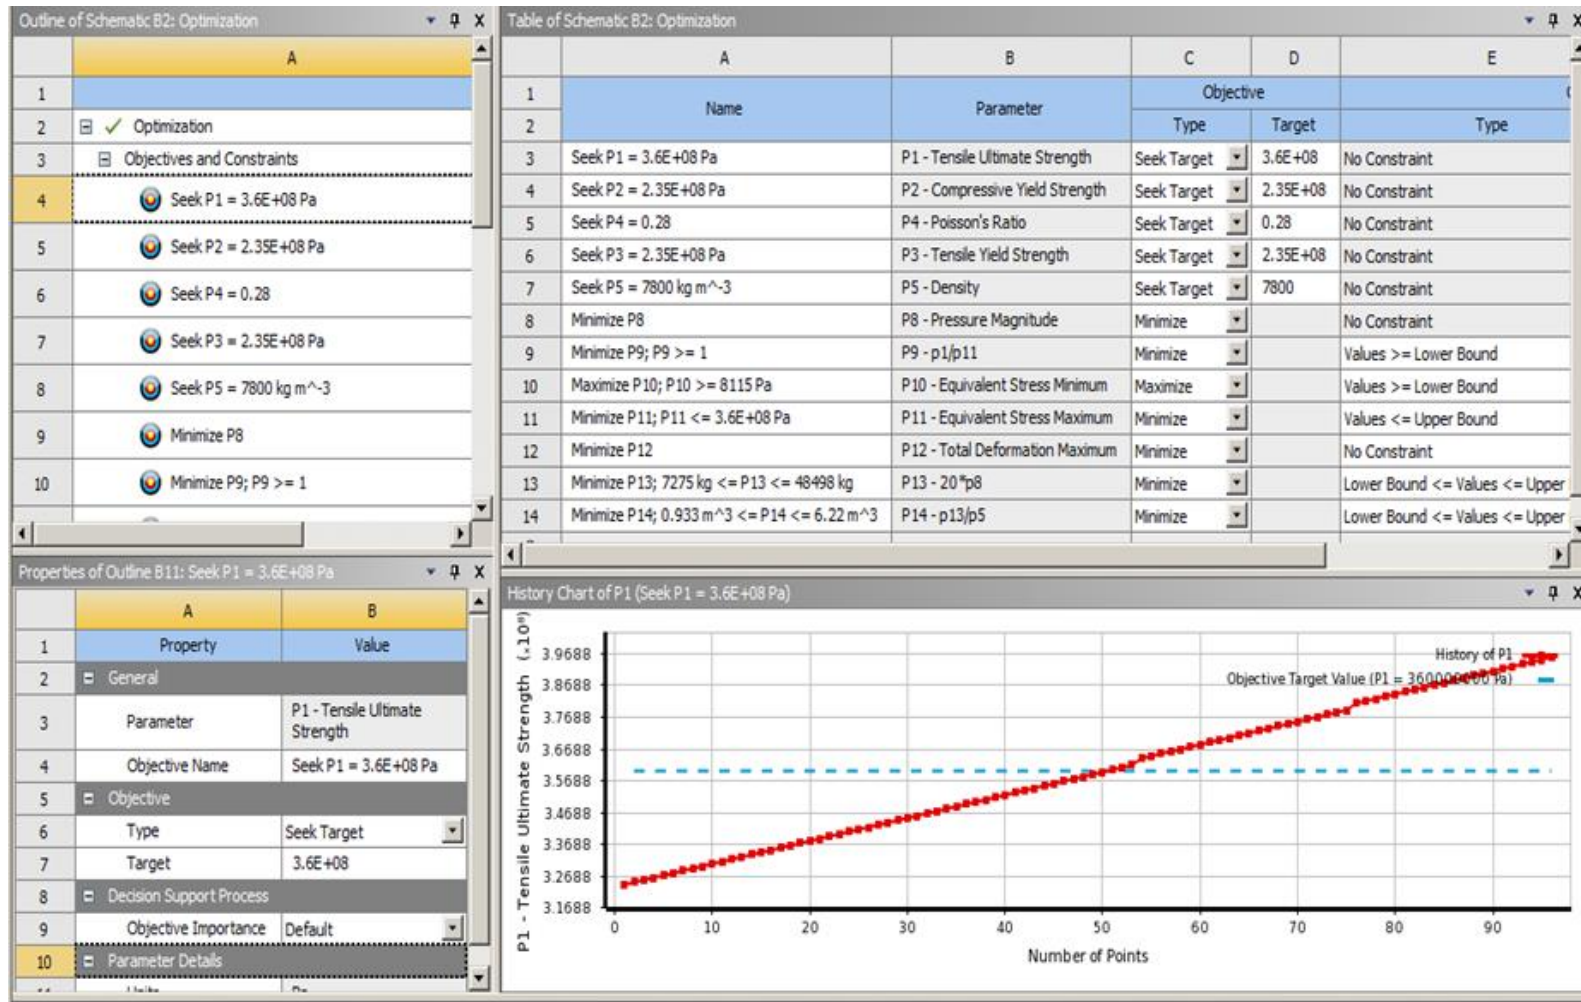 Outline of Schematic B2: Optimization
A
1
2 Optimization
3 Objectives and Constraints
4 Seek P1 = 3.6E+08 Pa
5 Seek P2 = 2.35E+08 Pa
6 Seek P4 = 0.28
7 Seek P3 = 2.35E+08 Pa
8 Seek P5 = 7800 kg m^-3
9 Minimize P8
10 Minimize P9; P9 >= 1
Table of Schematic B2: Optimization
A B C D E
1 Name Parameter Objective
2 Type Target Type
3 Seek P1 = 3.6E+08 Pa P1 - Tensile Ultimate Strength Seek Target 3.6E+08 No Constraint
4 Seek P2 = 2.35E+08 Pa P2 - Compressive Yield Strength Seek Target 2.35E+08 No Constraint
5 Seek P4 = 0.28 P4 - Poisson's Ratio Seek Target 0.28 No Constraint
6 Seek P3 = 2.35E+08 Pa P3 - Tensile Yield Strength Seek Target 2.35E+08 No Constraint
7 Seek P5 = 7800 kg m^-3 P5 - Density Seek Target 7800 No Constraint
8 Minimize P8 P8 - Pressure Magnitude Minimize No Constraint
9 Minimize P9; P9 >= 1 P9 - p1/p11 Minimize Values >= Lower Bound
10 Maximize P10; P10 >= 8115 Pa P10 - Equivalent Stress Minimum Maximize Values >= Lower Bound
11 Minimize P11; P11 <= 3.6E+08 Pa P11 - Equivalent Stress Maximum Minimize Values <= Upper Bound
12 Minimize P12 P12 - Total Deformation Maximum Minimize No Constraint
13 Minimize P13; 7275 kg <= P13 <= 48498 kg P13 - 20*p8 Minimize Lower Bound <= Values <= Upper
14 Minimize P14; 0.933 m^3 <= P14 <= 6.22 m^3 P14 - p13/p5 Minimize Lower Bound <= Values <= Upper
Properties of Outline B11: Seek P1 = 3.6E+08 Pa
A B
1 Property Value
2 General
3 Parameter P1 - Tensile Ultimate
Strength
4 Objective Name Seek P1 = 3.6E+08 Pa
5 Objective
6 Type Seek Target
7 Target 3.6E+08
8 Decision Support Process
9 Objective Importance Default
10 Parameter Details
History Chart of P1 (Seek P1 = 3.6E+08 Pa)
P1 - Tensile Ultimate Strength (.10⁸)
3.9688
3.8688
3.7688
3.6688
3.5688
3.4688
3.3688
3.2688
3.1688
History of P1
Objective Target Value (P1 = 360000000 Pa)
0 10 20 30 40 50 60 70 80 90
Number of Points